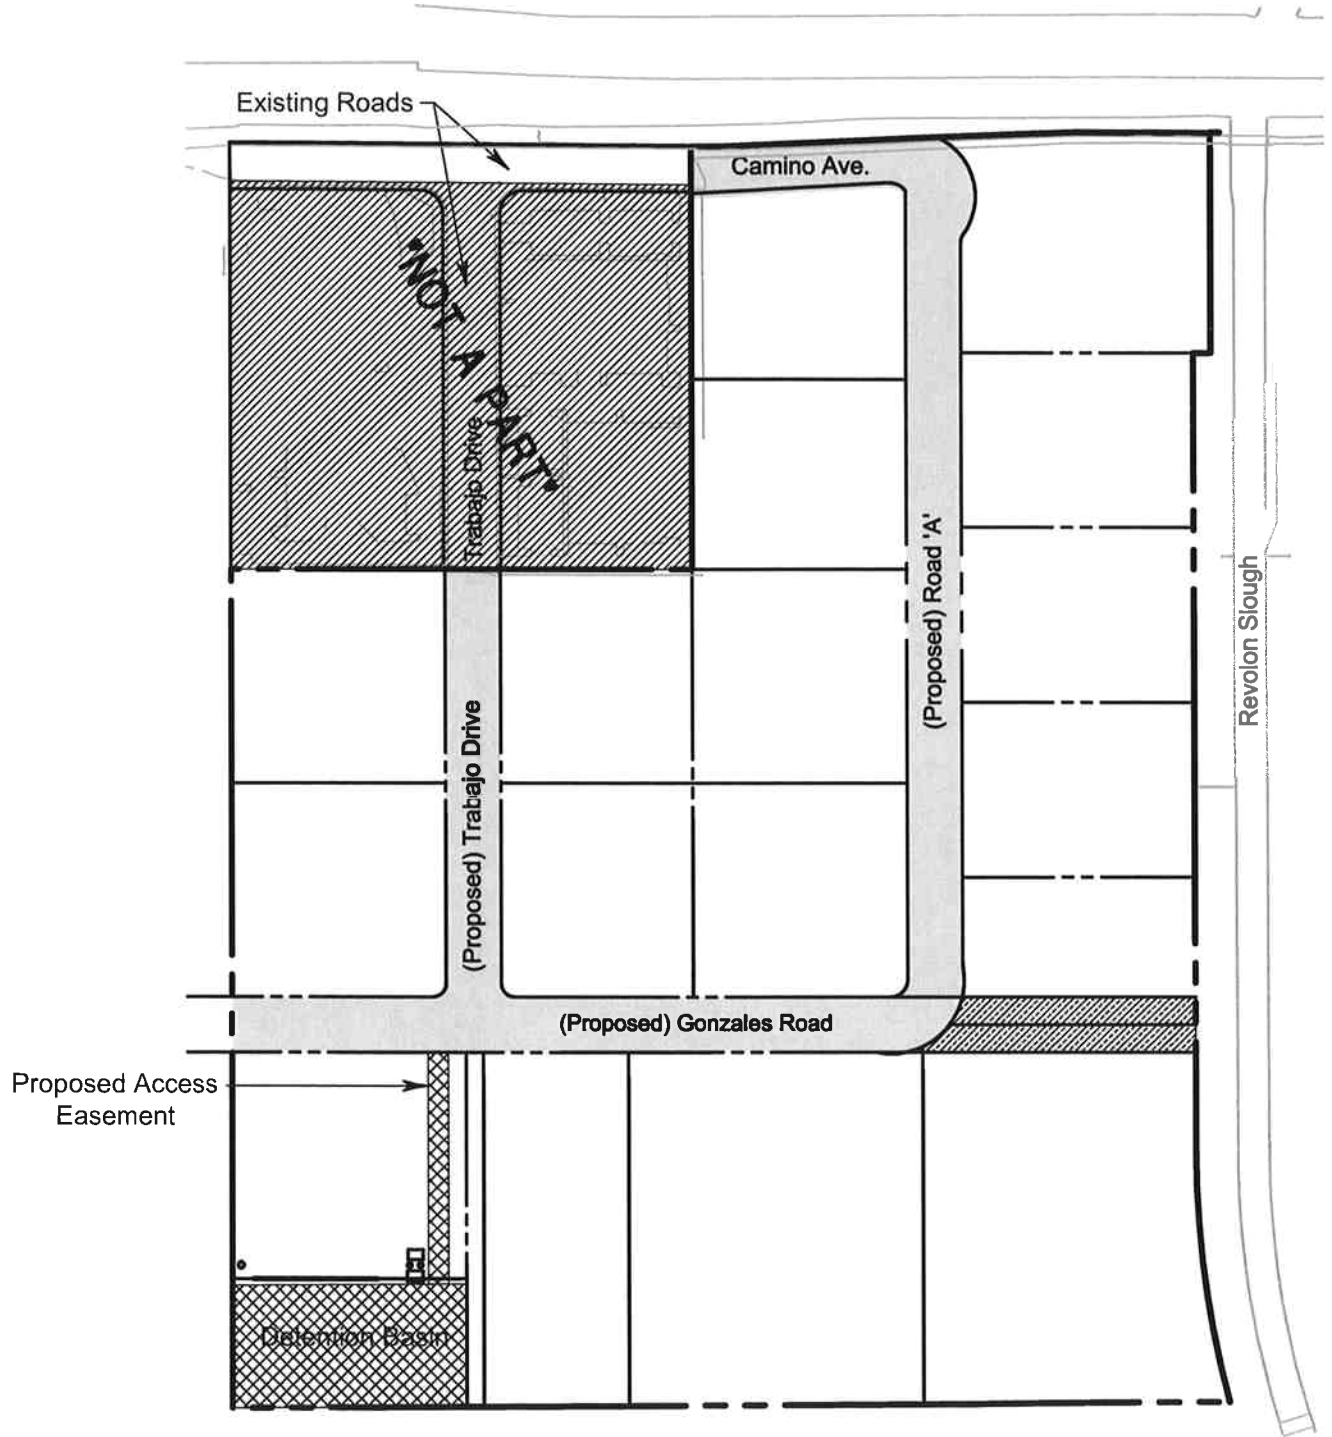 Existing Roads
Camino Ave.
"NOT A PART"
Trabajo Drive
(Proposed) Road 'A'
Revolon Slough
(Proposed) Trabajo Drive
(Proposed) Gonzales Road
Proposed Access
Easement
Detention Basin